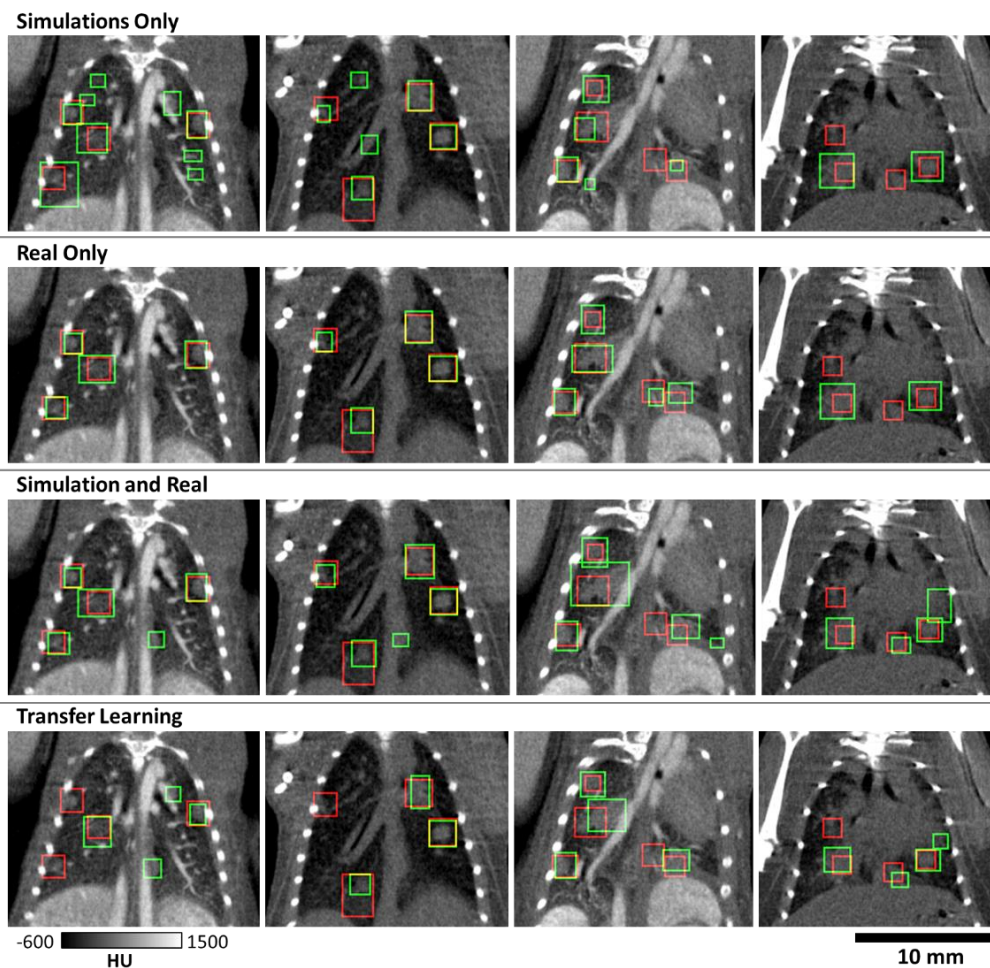 Simulations Only
Real Only
Simulation and Real
Transfer Learning
-600 1500
HU
10 mm